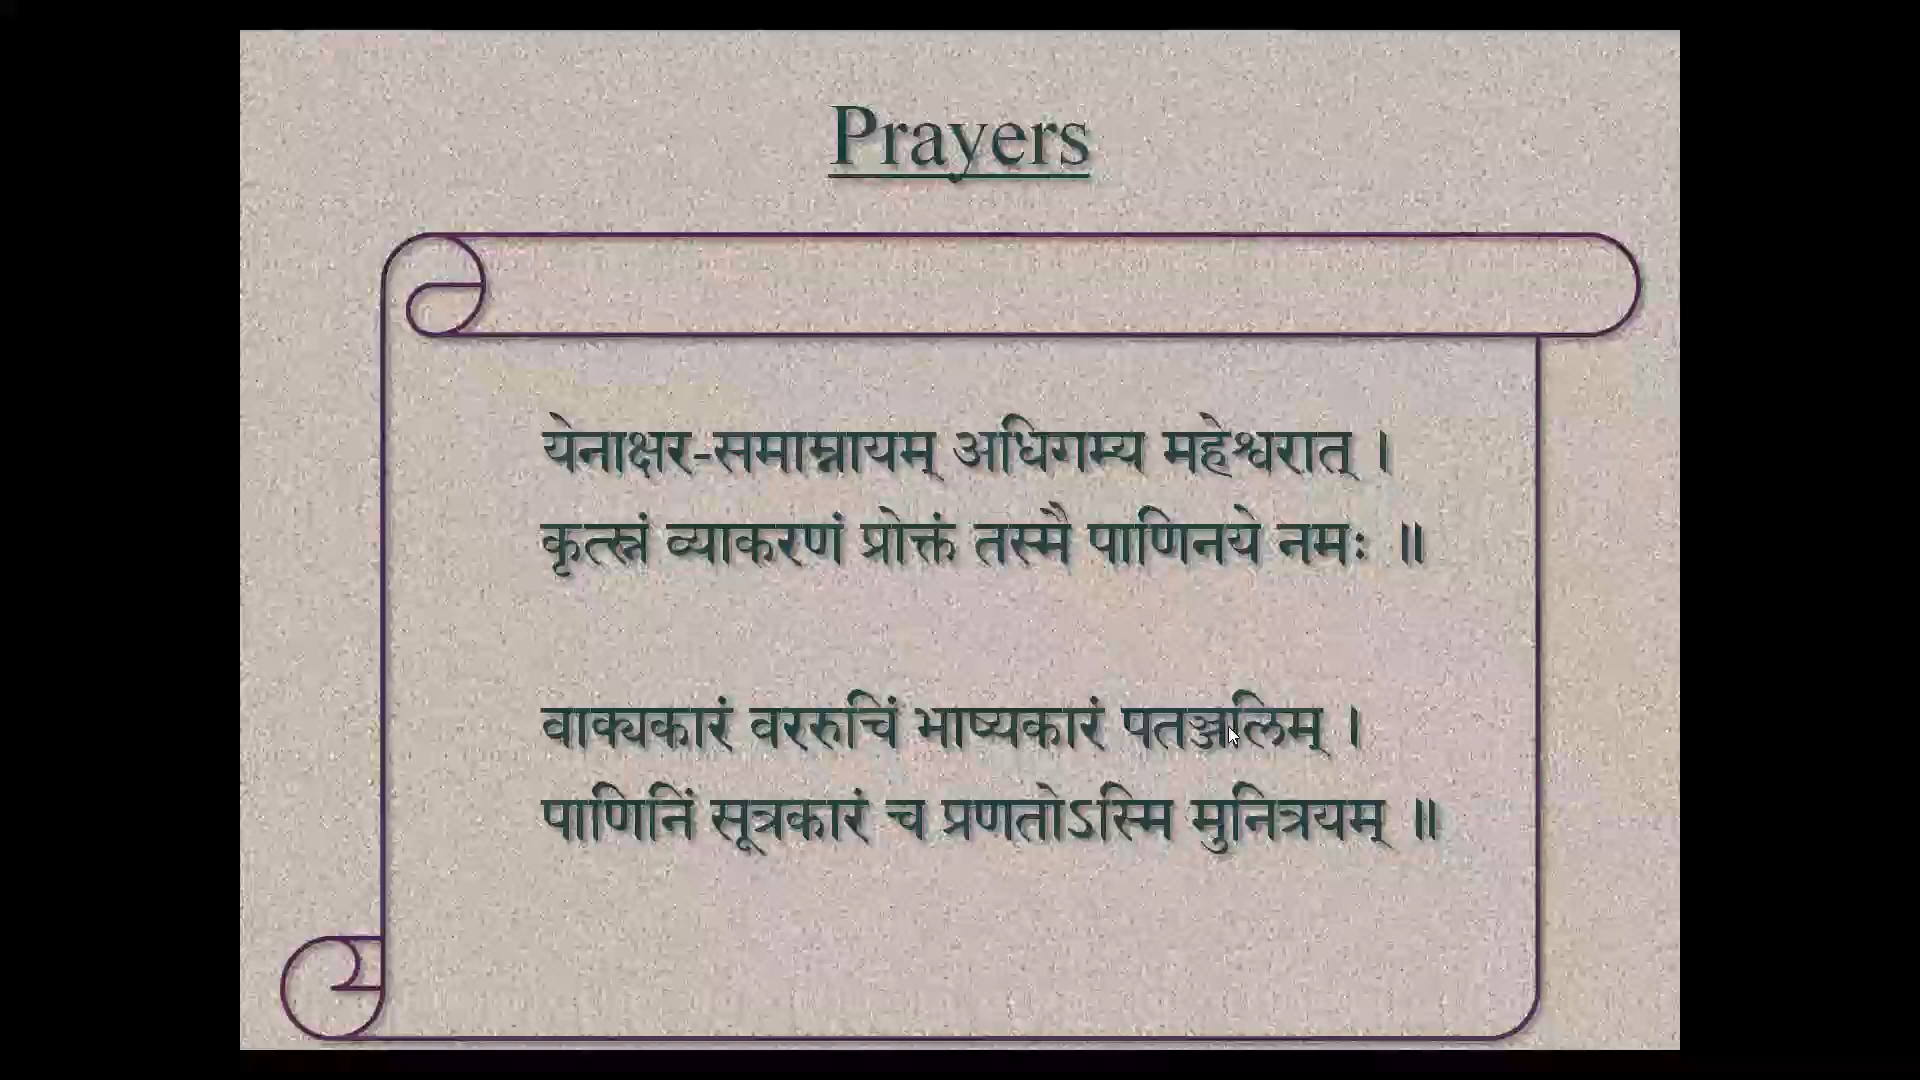 Prayers
येनाक्षर-समाम्नायम् अधिगम्य महेश्वरात् ।
कृत्स्नं व्याकरणं प्रोक्तं तस्मै पाणिनये नमः ॥
वाक्यकारं वररुचिं भाष्यकारं पतञ्जलिम् ।
पाणिनिं सूत्रकारं च प्रणतोऽस्मि मुनित्रयम् ॥